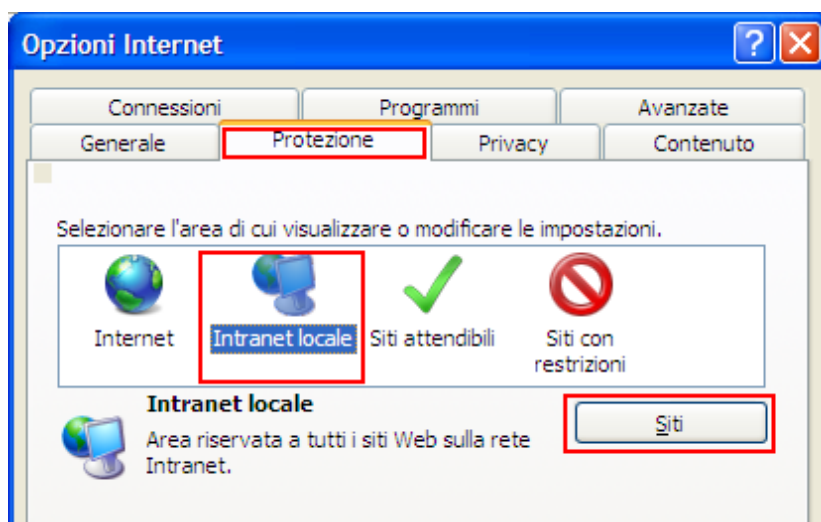 Opzioni Internet
Connessioni Programmi Avanzate
Generale Protezione Privacy Contenuto
Selezionare l'area di cui visualizzare o modificare le impostazioni.
Internet Intranet locale Siti attendibili Siti con
restrizioni
Intranet locale
Siti
Area riservata a tutti i siti Web sulla rete
Intranet.